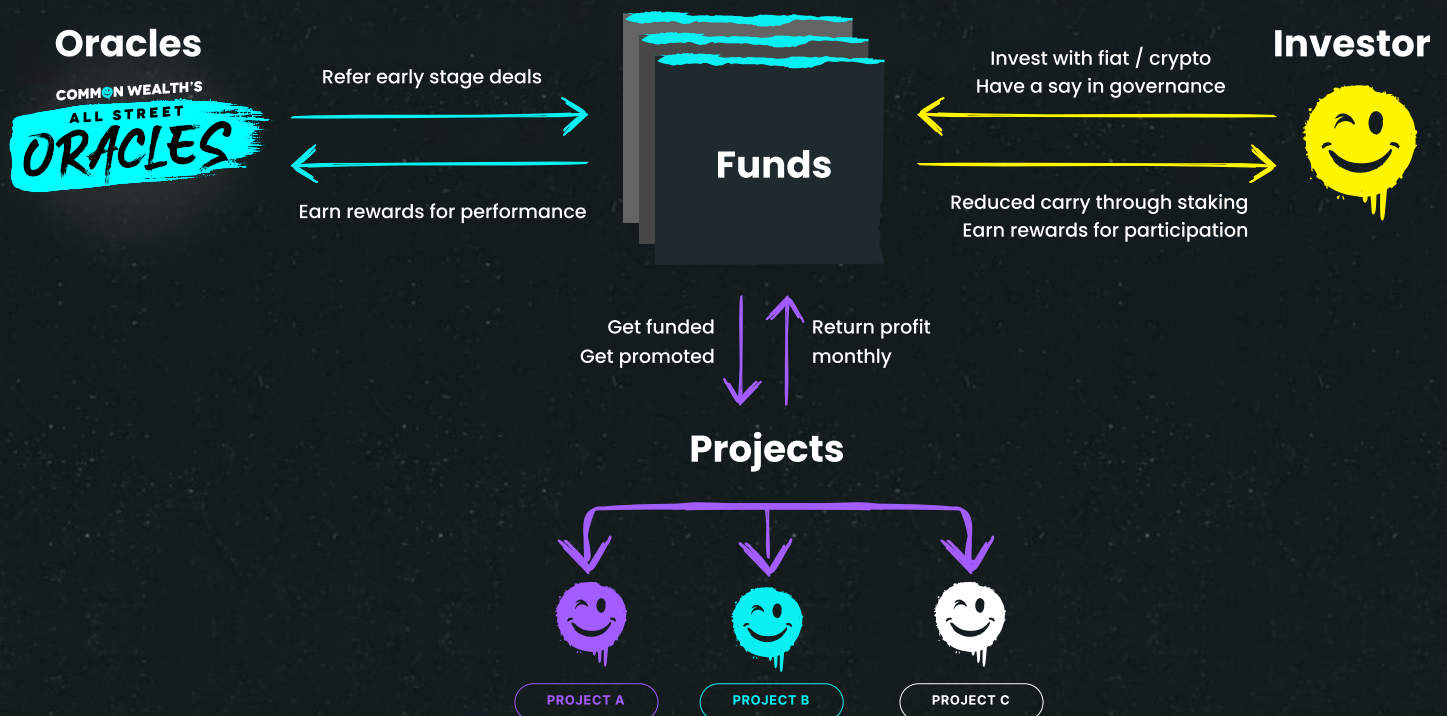 Oracles
COMMON WEALTH'S
ALL STREET
ORACLES
Refer early stage deals
Earn rewards for performance
Funds
Investor
Invest with fiat / crypto
Have a say in governance
Reduced carry through staking
Earn rewards for participation
Get funded
Get promoted
Return profit
monthly
Projects
PROJECT A
PROJECT B
PROJECT C